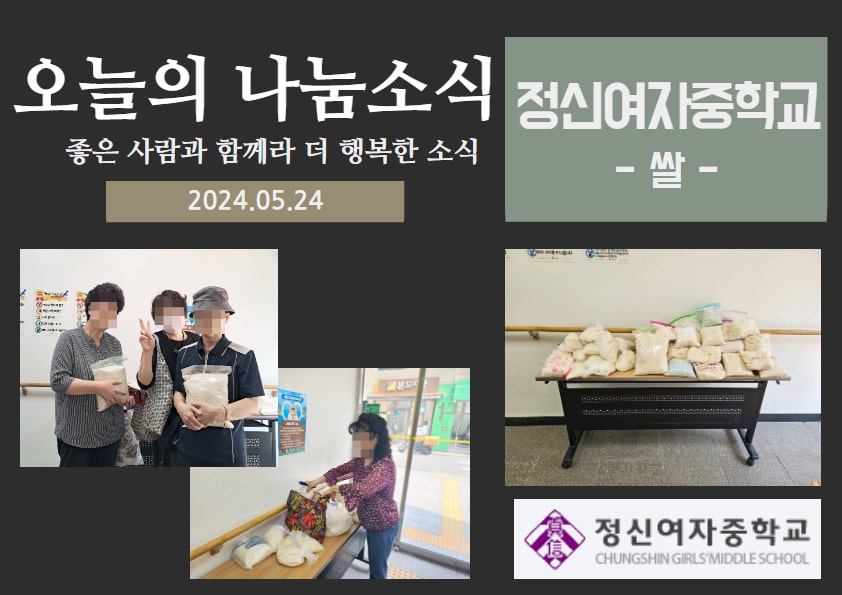 오늘의 나눔소식
좋은 사람과 함께라 더 행복한 소식
2024.05.24
정신여자중학교
- 쌀 -
정신여자중학교
CHUNGSHIN GIRLS'MIDDLE SCHOOL